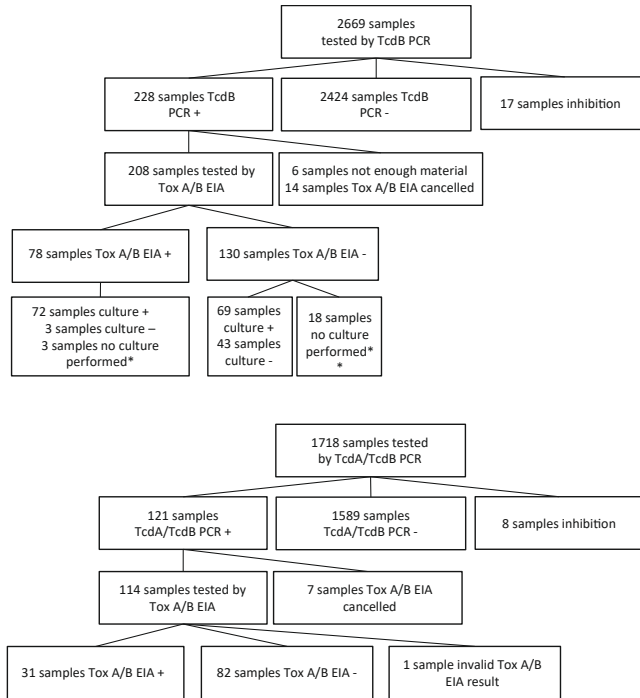 2669 samples
tested by TcdB PCR
228 samples TcdB
PCR +
2424 samples TcdB
PCR -
17 samples inhibition
208 samples tested by
Tox A/B EIA
6 samples not enough material
14 samples Tox A/B EIA cancelled
78 samples Tox A/B EIA +
130 samples Tox A/B EIA -
72 samples culture +
3 samples culture –
3 samples no culture
performed*
69 samples
culture +
43 samples
culture -
18 samples
no culture
performed*
*
1718 samples tested
by TcdA/TcdB PCR
121 samples
TcdA/TcdB PCR +
1589 samples
TcdA/TcdB PCR -
8 samples inhibition
114 samples tested by
Tox A/B EIA
7 samples Tox A/B EIA
cancelled
31 samples Tox A/B EIA +
82 samples Tox A/B EIA -
1 sample invalid Tox A/B
EIA result